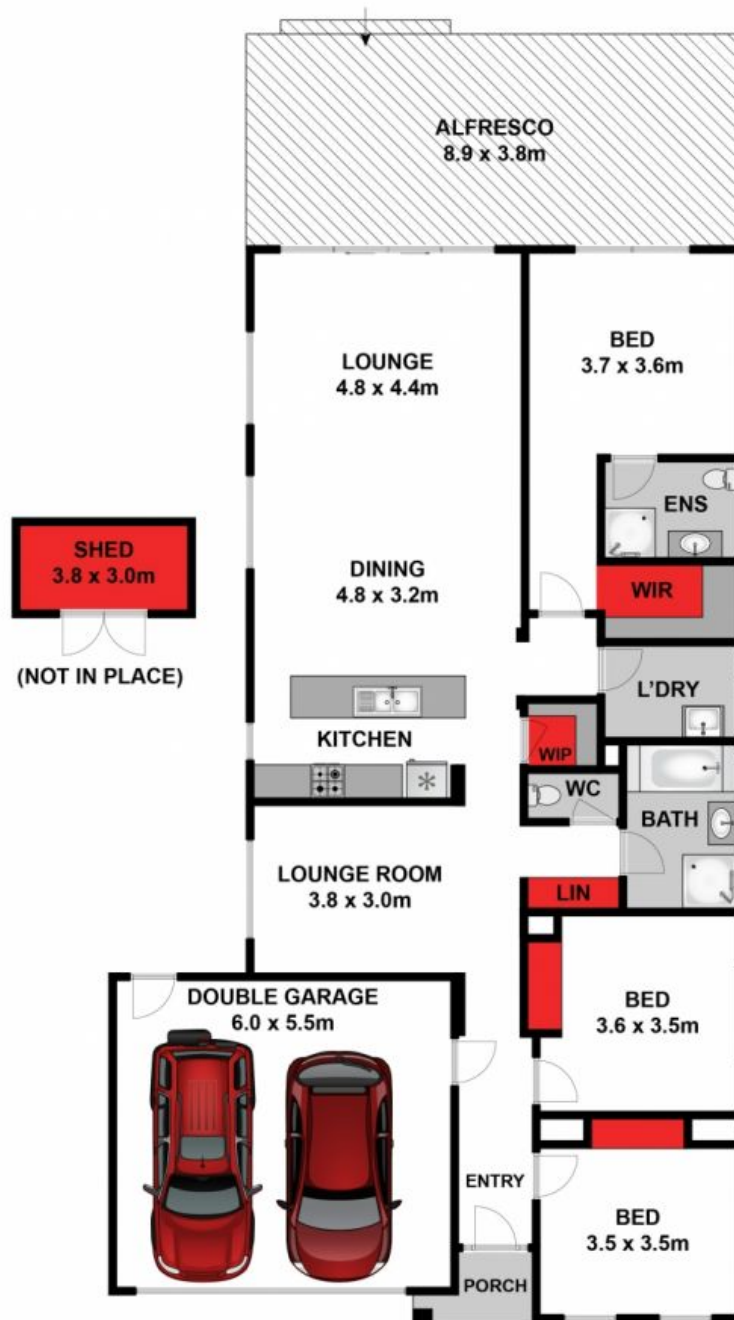 ALFRESCO
8.9 x 3.8m
LOUNGE
4.8 x 4.4m
BED
3.7 x 3.6m
ENS
SHED
3.8 x 3.0m
(NOT IN PLACE)
DINING
4.8 x 3.2m
WIR
L'DRY
KITCHEN
WIP
WC
BATH
LOUNGE ROOM
3.8 x 3.0m
LIN
DOUBLE GARAGE
6.0 x 5.5m
BED
3.6 x 3.5m
ENTRY
BED
3.5 x 3.5m
PORCH